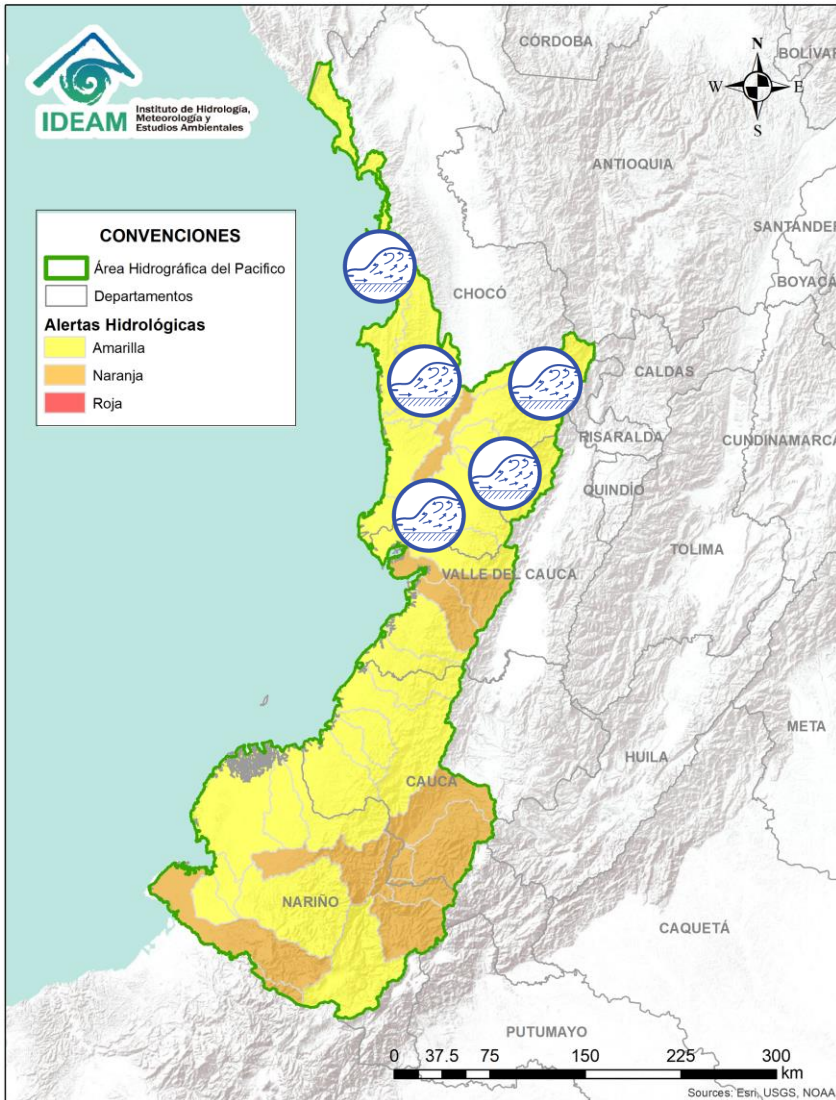 CÓRDOBA
BOLÍVAR
N
W E
S
IDEAM
Instituto de Hidrología,
Meteorología y
Estudios Ambientales
ANTIOQUIA
CONVENCIONES
Área Hidrográfica del Pacifico
Departamentos
Alertas Hidrológicas
Amarilla
Naranja
Roja
SANTANDER
BOYACÁ
CHOCÓ
CALDAS
RISARALDA
CUNDINAMARCA
QUINDÍO
TOLIMA
VALLE DEL CAUCA
META
HUILA
CAUCA
NARIÑO
CAQUETÁ
PUTUMAYO
0 37.5 75 150 225 300
km
Sources: Esri, USGS, NOAA